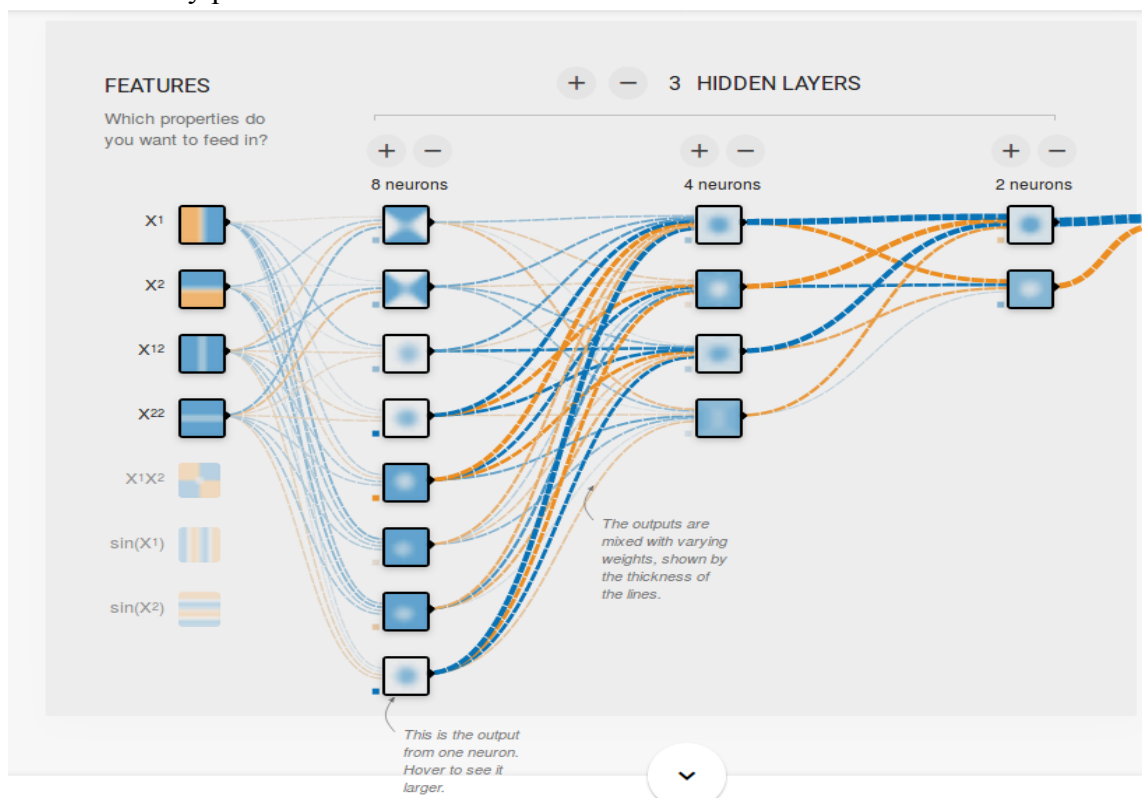 FEATURES
Which properties do
you want to feed in?
+ − 3 HIDDEN LAYERS
+ − + − + −
8 neurons 4 neurons 2 neurons
X1
X2
X12
X22
X1X2
sin(X1)
sin(X2)
The outputs are
mixed with varying
weights, shown by
the thickness of
the lines.
This is the output
from one neuron.
Hover to see it
larger.